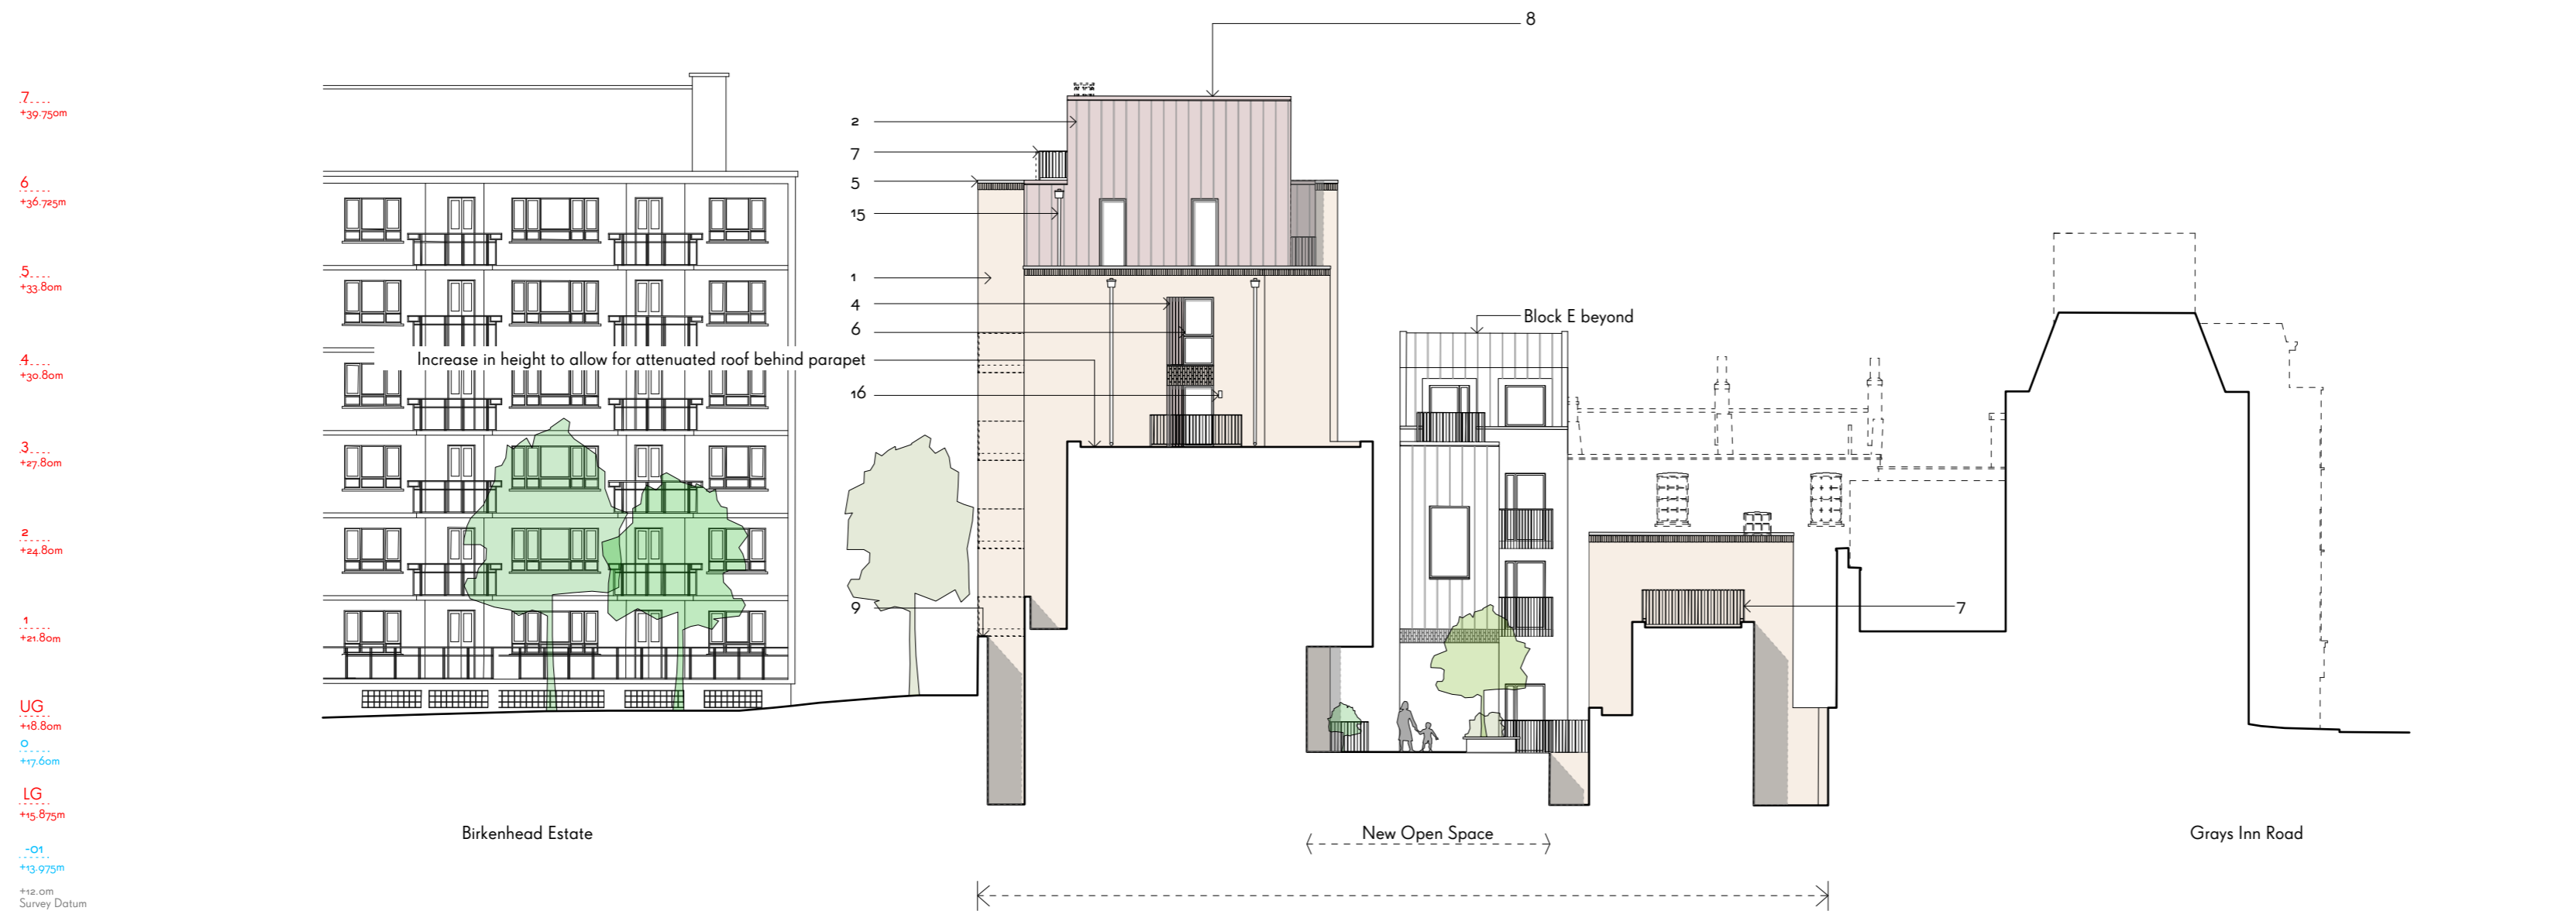 8
7
+39.75m
2
7
5
6
+36.725m
15
1
5
+33.80m
4
Block E beyond
6
Increase in height to allow for attenuated roof behind parapet
4
+30.80m
16
3
+27.80m
2
+24.80m
9
7
1
+21.80m
UG
+18.80m
0
+17.60m
LG
+15.875m
Birkenhead Estate
New Open Space
Grays Inn Road
-01
+13.975m
+12.0m
Survey Datum